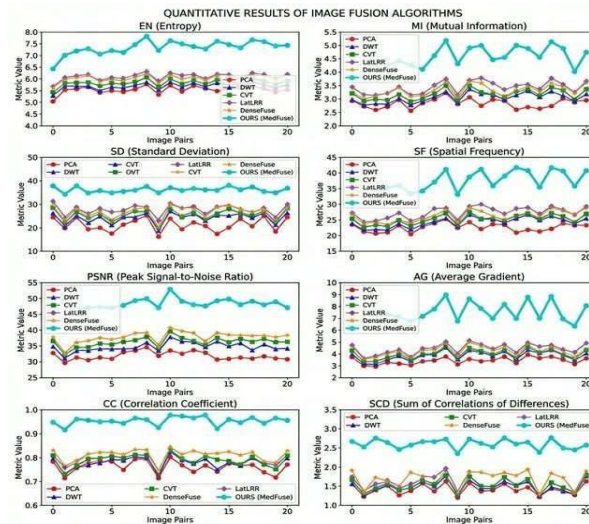 QUANTITATIVE RESULTS OF IMAGE FUSION ALGORITHMS
EN (Entropy)
Metric Value
8.0
7.5
7.0
6.5
6.0
5.5
5.0
4.5
4.0
PCA
DWT
CVT
LatLRR
DenseFuse
OURS (MedFuse)
1
5
10
15
20
Image Pairs
MI (Mutual Information)
Metric Value
5.5
5.0
4.5
4.0
3.5
3.0
2.5
2.0
PCA
DWT
CVT
LatLRR
DenseFuse
OURS (MedFuse)
1
5
10
15
20
Image Pairs
SD (Standard Deviation)
Metric Value
50
40
30
20
10
PCA
CVT
LatLRR
DenseFuse
DWT
OVT
CVT
OURS (MedFuse)
1
5
10
15
20
Image Pairs
SF (Spatial Frequency)
Metric Value
45
40
35
30
25
20
15
PCA
DWT
CVT
LatLRR
DenseFuse
OURS (MedFuse)
1
5
10
15
20
Image Pairs
PSNR (Peak Signal-to-Noise Ratio)
Metric Value
55
50
45
40
35
30
25
PCA
DWT
CVT
LatLRR
DenseFuse
OURS (MedFuse)
1
5
10
15
20
Image Pairs
AG (Average Gradient)
Metric Value
10
9
8
7
6
5
4
3
2
PCA
DWT
CVT
LatLRR
DenseFuse
OURS (MedFuse)
1
5
10
15
20
Image Pairs
CC (Correlation Coefficient)
Metric Value
1.0
0.9
0.8
0.7
0.6
PCA
CVT
LatLRR
DWT
DenseFuse
OURS (MedFuse)
1
5
10
15
20
Image Pairs
SCD (Sum of Correlations of Differences)
Metric Value
3.5
3.0
2.5
2.0
1.5
1.0
PCA
CVT
LatLRR
DWT
DenseFuse
OURS (MedFuse)
1
5
10
15
20
Image Pairs